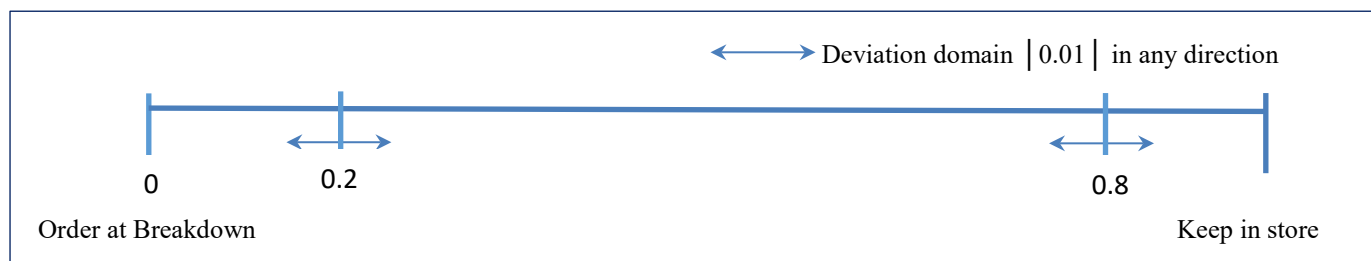 Deviation domain |0.01| in any direction
0
0.2
0.8
Order at Breakdown
Keep in store